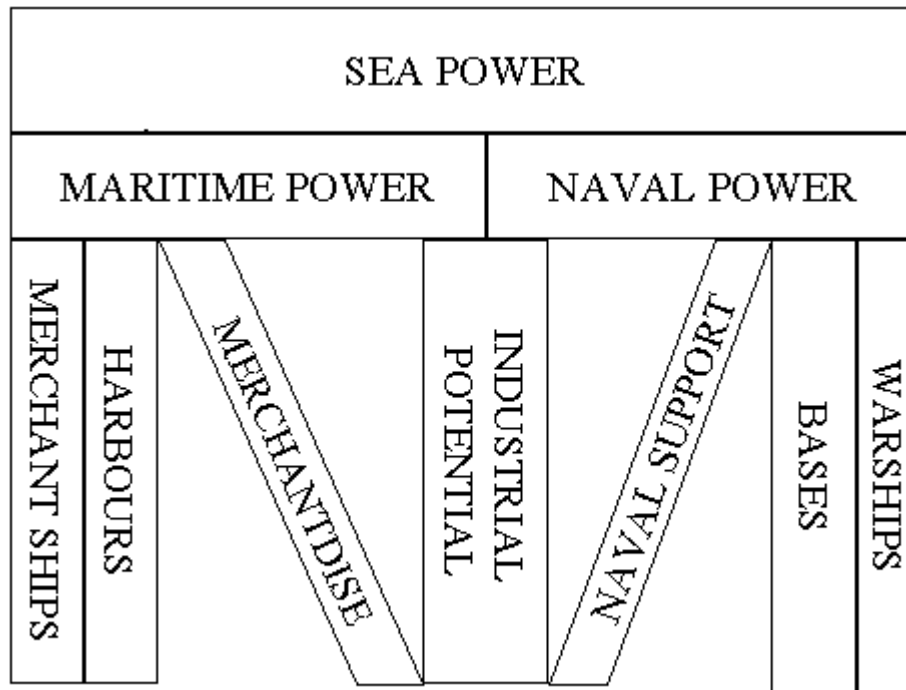 SEA POWER
MARITIME POWER
NAVAL POWER
MERCHANT SHIPS
HARBOURS
MERCHANTDISE
INDUSTRIAL
POTENTIAL
NAVAL SUPPORT
BASES
WARSHIPS